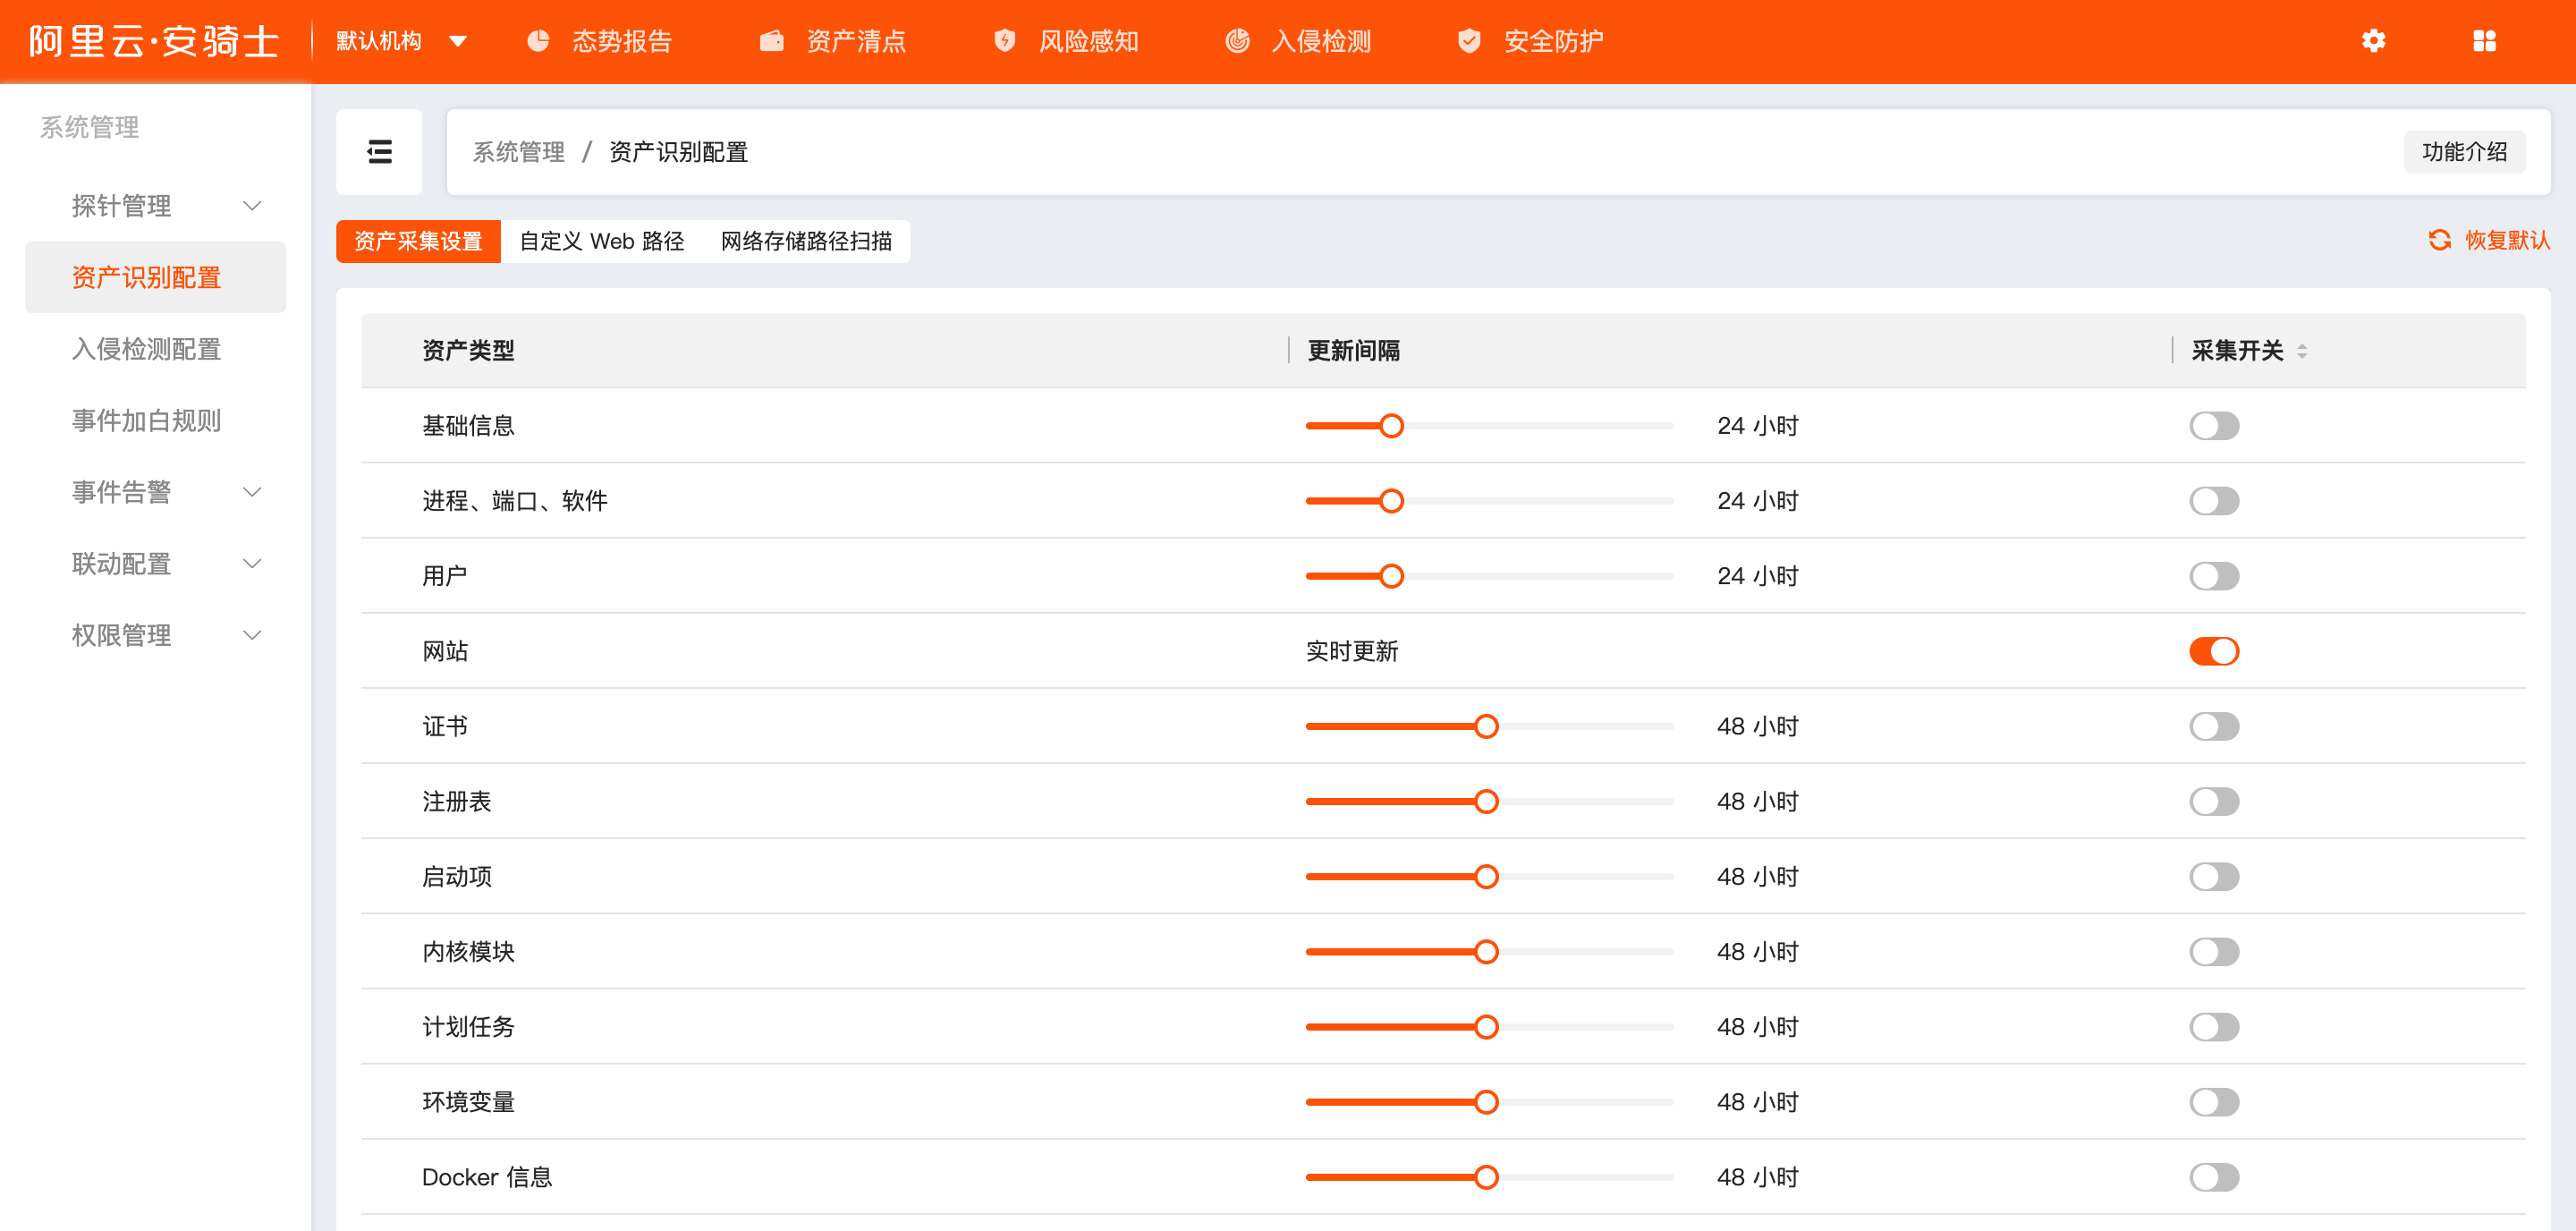 阿里云·安骑士
默认机构
态势报告
资产清点
风险感知
入侵检测
安全防护
系统管理
探针管理
资产识别配置
入侵检测配置
事件加白规则
事件告警
联动配置
权限管理
系统管理 / 资产识别配置
功能介绍
资产采集设置 自定义 Web 路径 网络存储路径扫描
恢复默认
资产类型 更新间隔 采集开关
基础信息 24 小时
进程、端口、软件 24 小时
用户 24 小时
网站 实时更新
证书 48 小时
注册表 48 小时
启动项 48 小时
内核模块 48 小时
计划任务 48 小时
环境变量 48 小时
Docker 信息 48 小时